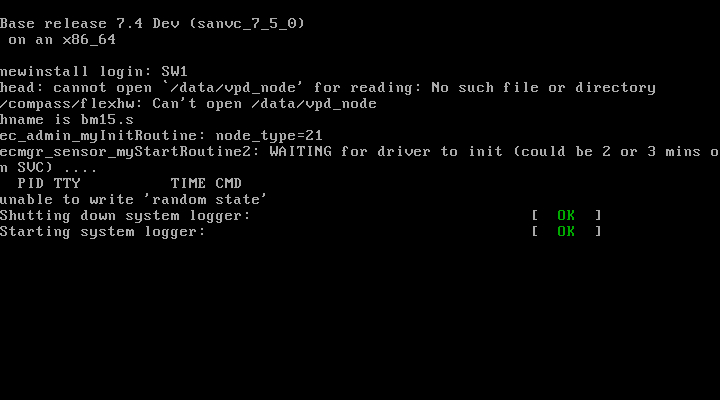 Base release 7.4 Dev (sanvc_7_5_0)
 on an x86_64
newinstall login: SW1
head: cannot open `/data/vpd_node' for reading: No such file or directory
/compass/flexhw: Can't open /data/vpd_node
hname is bm15.s
ec_admin_myInitRoutine: node_type=21
ecmgr_sensor_myStartRoutine2: WAITING for driver to init (could be 2 or 3 mins o
n SVC) ....
  PID TTY          TIME CMD
unable to write 'random state'
Shutting down system logger:                               [  OK  ]
Starting system logger:                                    [  OK  ]